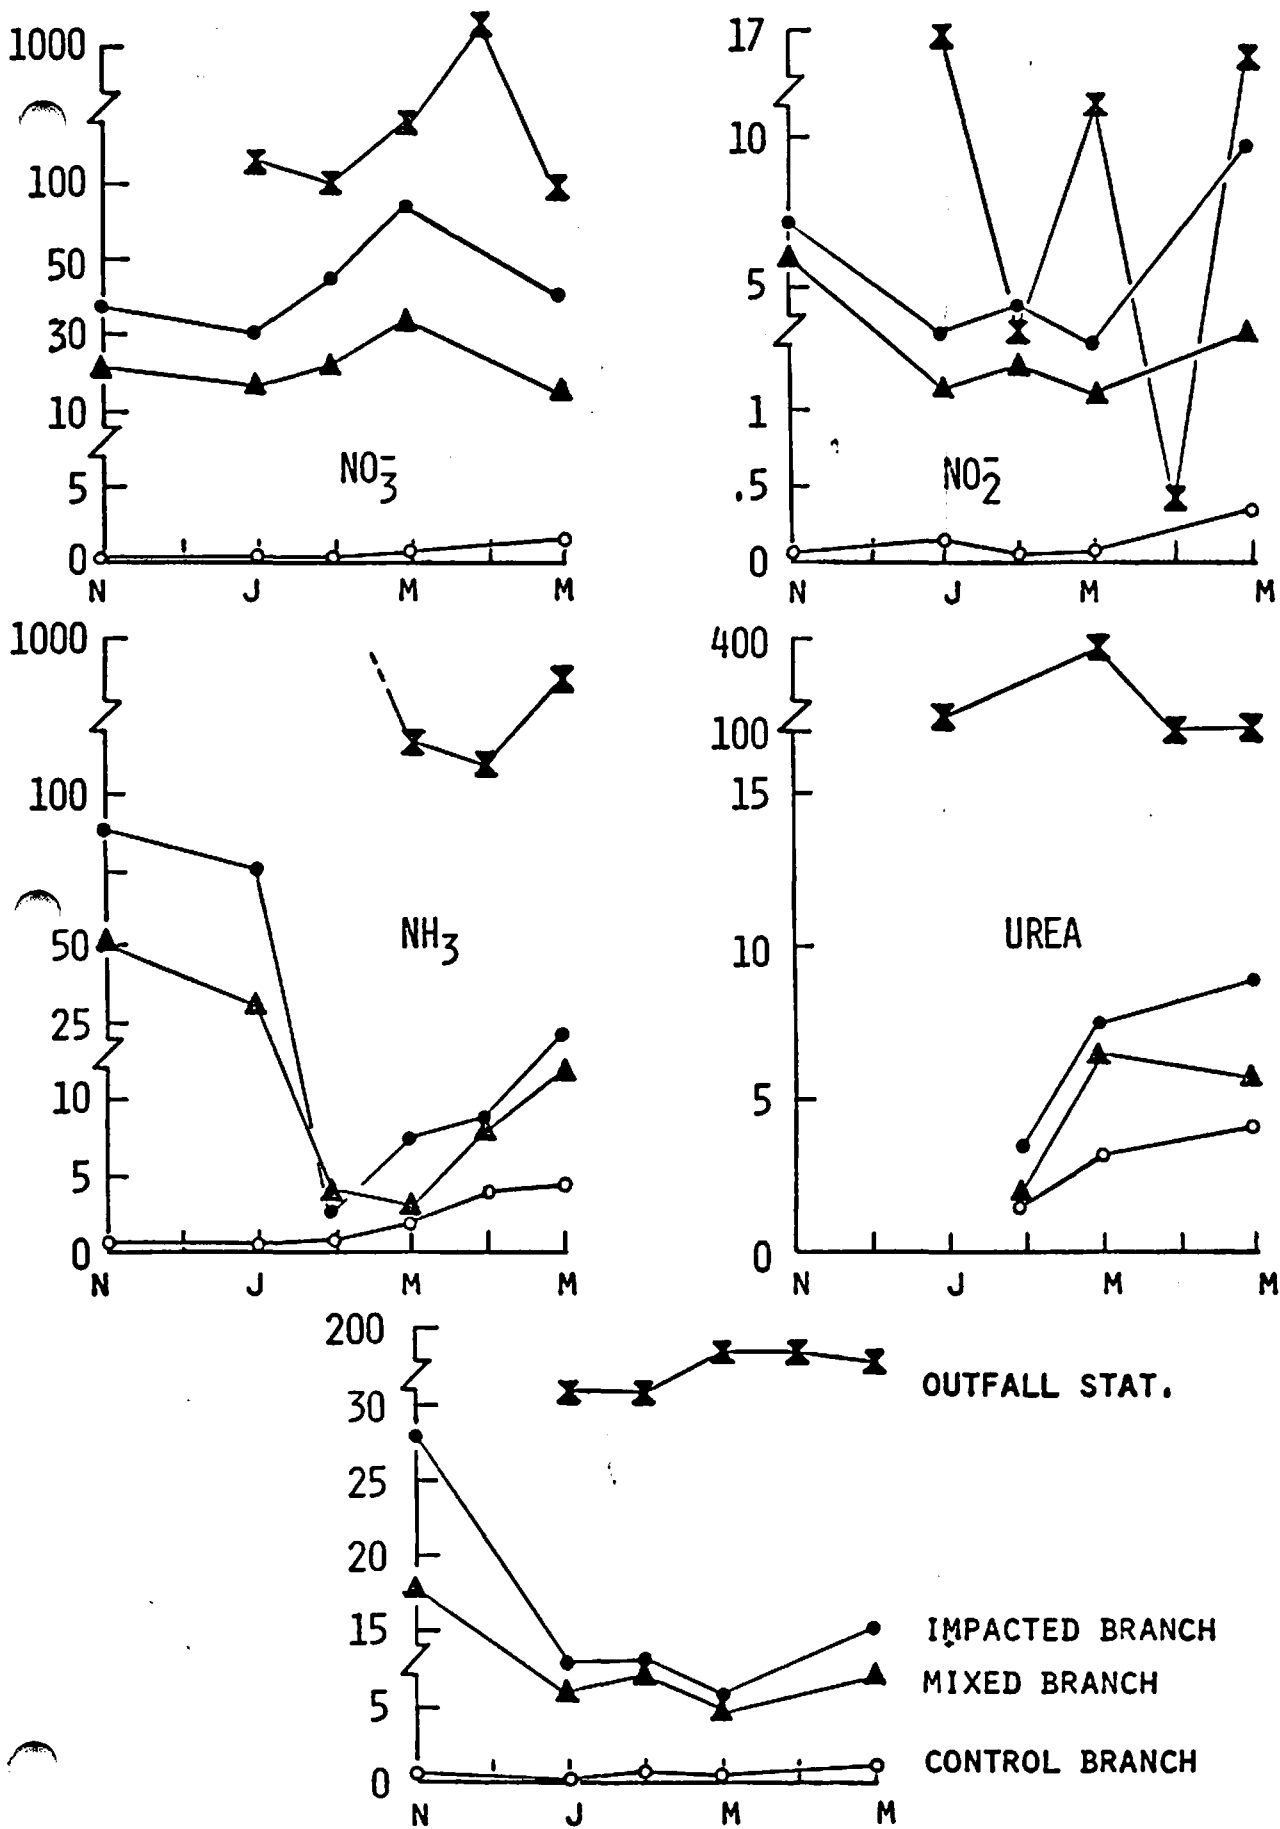 1000
100
50
30
10
5
0
NO₃⁻
N J M M
17
10
5
1
.5
0
NO₂⁻
N J M M
1000
100
50
25
10
5
0
NH₃
N J M M
400
100
15
10
5
0
UREA
N J M M
200
30
25
20
15
5
0
N J M M
OUTFALL STAT.
IMPACTED BRANCH
MIXED BRANCH
CONTROL BRANCH